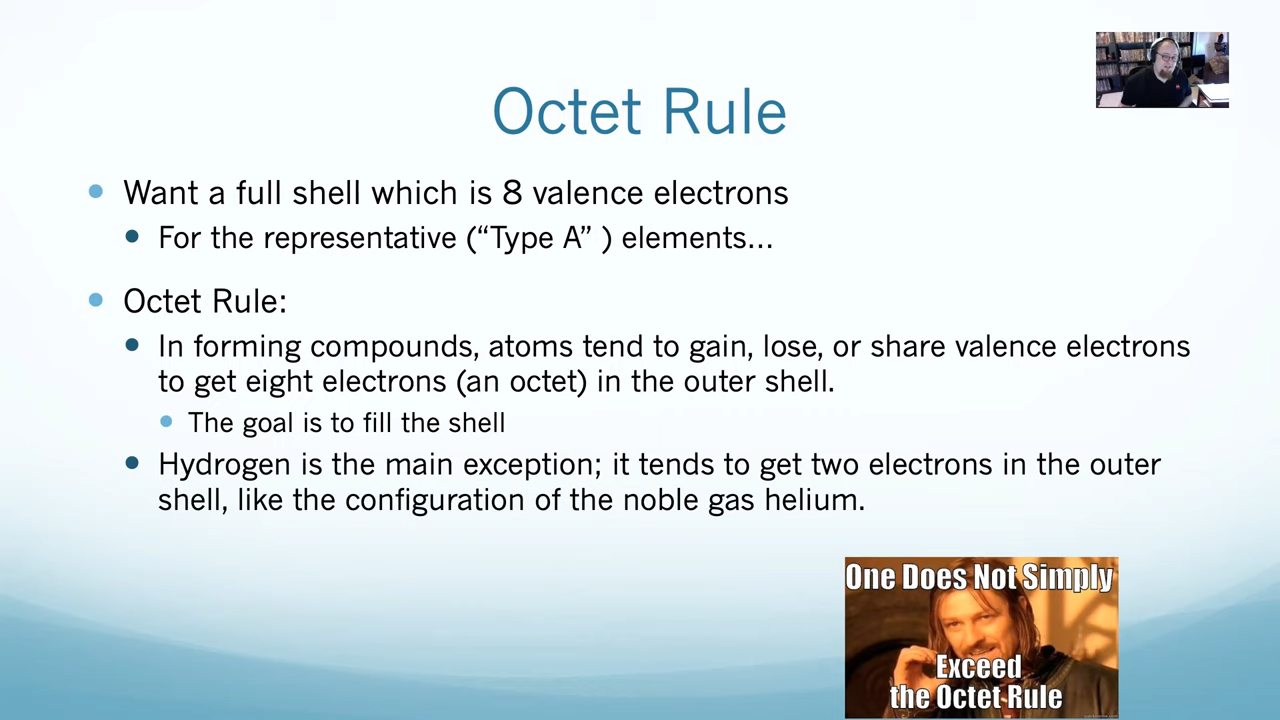 Octet Rule
Want a full shell which is 8 valence electrons
For the representative (“Type A” ) elements...
Octet Rule:
In forming compounds, atoms tend to gain, lose, or share valence electrons
to get eight electrons (an octet) in the outer shell.
The goal is to fill the shell
Hydrogen is the main exception; it tends to get two electrons in the outer
shell, like the configuration of the noble gas helium.
One Does Not Simply
Exceed
the Octet Rule